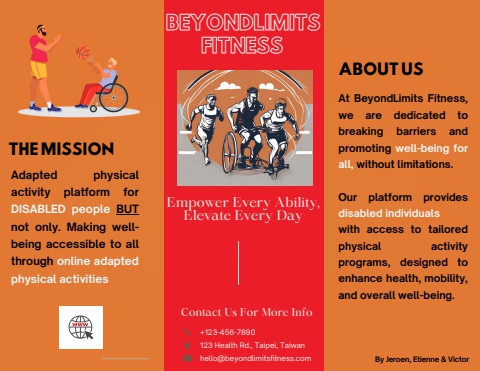 THE MISSION
Adapted physical
activity platform for
DISABLED people BUT
not only. Making well-
being accessible to all
through online adapted
physical activities
WWW
BEYONDLIMITS
FITNESS
Empower Every Ability,
Elevate Every Day
Contact Us For More Info
+123-456-7890
123 Health Rd., Taipei, Taiwan
hello@beyondlimitsfitness.com
ABOUT US
At BeyondLimits Fitness,
we are dedicated to
breaking barriers and
promoting well-being for
all, without limitations.
Our platform provides
disabled individuals
with access to tailored
physical activity
programs, designed to
enhance health, mobility,
and overall well-being.
By Jeroen, Etienne & Victor